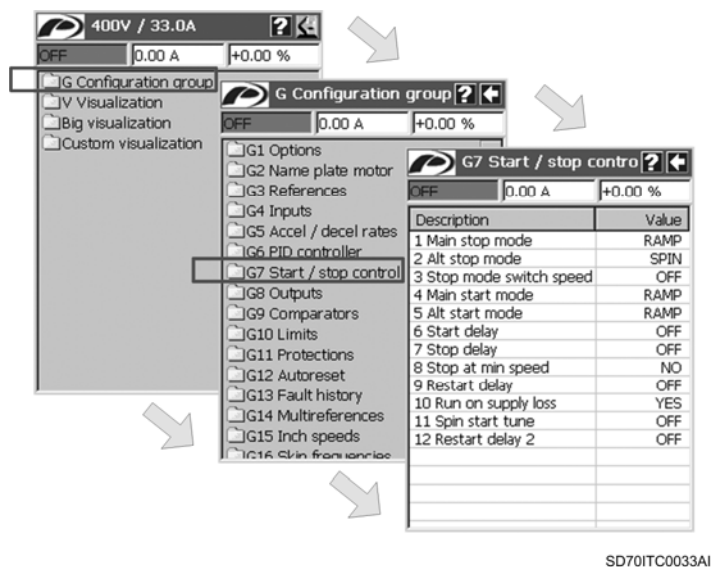 400V / 33.0A ?
OFF 0.00 A +0.00 %
G Configuration group
V Visualization
Big visualization
Custom visualization
G Configuration group ?
OFF 0.00 A +0.00 %
G1 Options
G2 Name plate motor
G3 References
G4 Inputs
G5 Accel / decel rates
G6 PID controller
G7 Start / stop control
G8 Outputs
G9 Comparators
G10 Limits
G11 Protections
G12 Autoreset
G13 Fault history
G14 Multireferences
G15 Inch speeds
G16 Skip frequencies
G7 Start / stop contro ?
OFF 0.00 A +0.00 %
Description Value
1 Main stop mode RAMP
2 Alt stop mode SPIN
3 Stop mode switch speed OFF
4 Main start mode RAMP
5 Alt start mode RAMP
6 Start delay OFF
7 Stop delay OFF
8 Stop at min speed NO
9 Restart delay OFF
10 Run on supply loss YES
11 Spin start tune OFF
12 Restart delay 2 OFF
SD70ITC0033AI